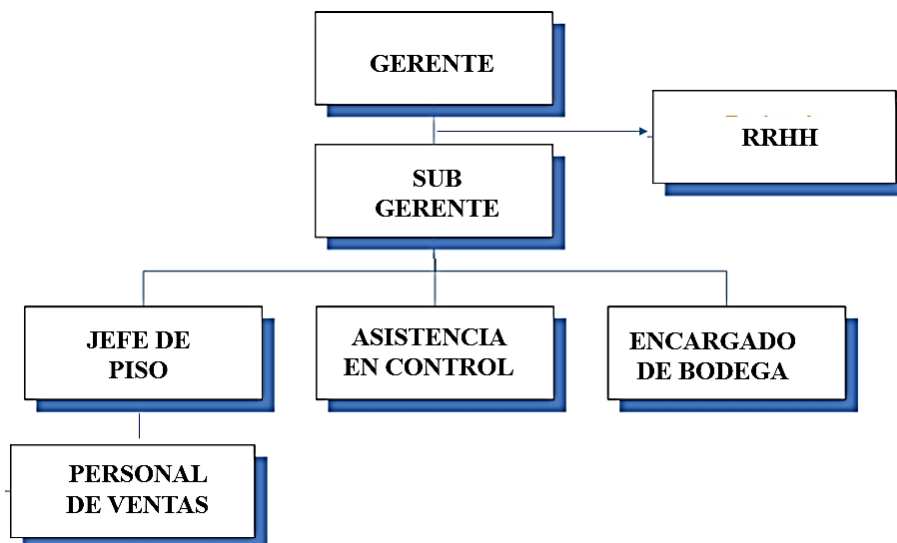 GERENTE
RRHH
SUB
GERENTE
JEFE DE
PISO
ASISTENCIA
EN CONTROL
ENCARGADO
DE BODEGA
PERSONAL
DE VENTAS